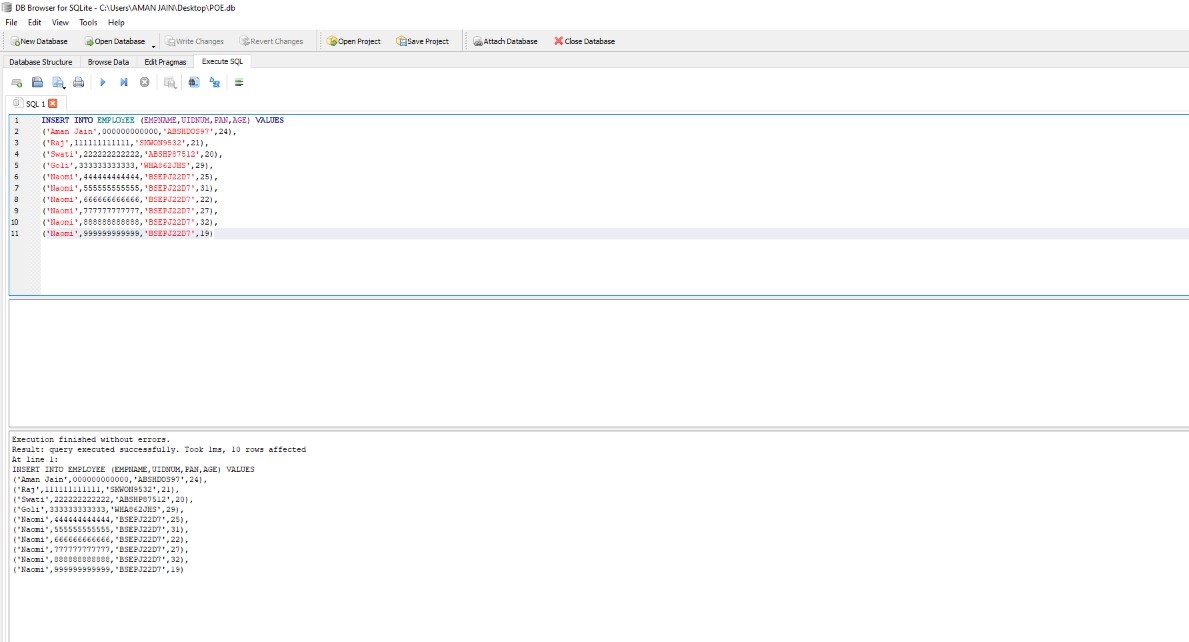 DB Browser for SQLite - C:\Users\AMAN JAIN\Desktop\POE.db
File Edit View Tools Help
New Database Open Database Write Changes Revert Changes Open Project Save Project Attach Database Close Database
Database Structure Browse Data Edit Pragmas Execute SQL
SQL 1
1 INSERT INTO EMPLOYEE (EMPNAME,UIDNUM,PAN,AGE) VALUES
2 ('Aman Jain',000000000000,'ABSHDOS97',24),
3 ('Raj',111111111111,'SKWON9532',21),
4 ('Swati',222222222222,'ABSHP87512',20),
5 ('Goli',333333333333,'WHA862JHS',29),
6 ('Naomi',444444444444,'BSEPJ22D7',25),
7 ('Naomi',555555555555,'BSEPJ22D7',31),
8 ('Naomi',666666666666,'BSEPJ22D7',22),
9 ('Naomi',777777777777,'BSEPJ22D7',27),
10 ('Naomi',888888888888,'BSEPJ22D7',32),
11 ('Naomi',999999999999,'BSEPJ22D7',19)
Execution finished without errors.
Result: query executed successfully. Took 1ms, 10 rows affected
At line 1:
INSERT INTO EMPLOYEE (EMPNAME,UIDNUM,PAN,AGE) VALUES
('Aman Jain',000000000000,'ABSHDOS97',24),
('Raj',111111111111,'SKWON9532',21),
('Swati',222222222222,'ABSHP87512',20),
('Goli',333333333333,'WHA862JHS',29),
('Naomi',444444444444,'BSEPJ22D7',25),
('Naomi',555555555555,'BSEPJ22D7',31),
('Naomi',666666666666,'BSEPJ22D7',22),
('Naomi',777777777777,'BSEPJ22D7',27),
('Naomi',888888888888,'BSEPJ22D7',32),
('Naomi',999999999999,'BSEPJ22D7',19)